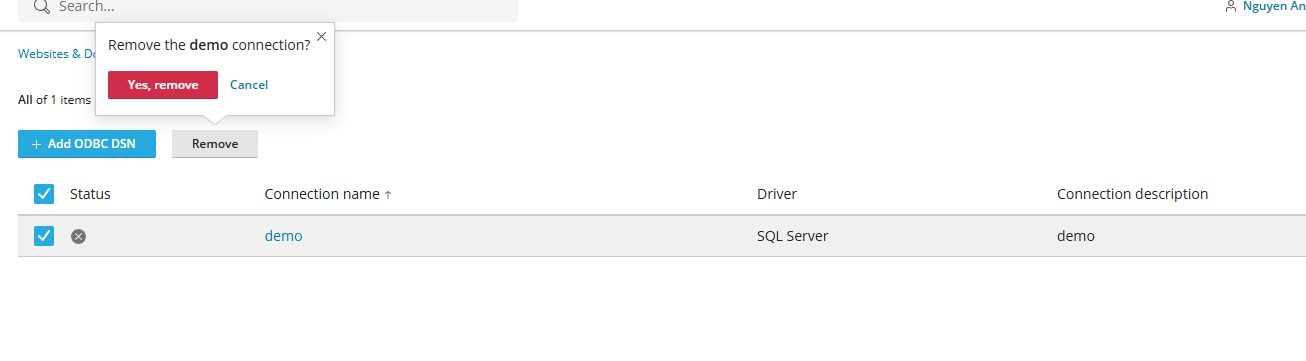 Search...
Nguyen An
Remove the demo connection?
Websites & Do
Yes, remove
Cancel
All of 1 items
+ Add ODBC DSN
Remove
Status
Connection name ↑
Driver
Connection description
demo
SQL Server
demo